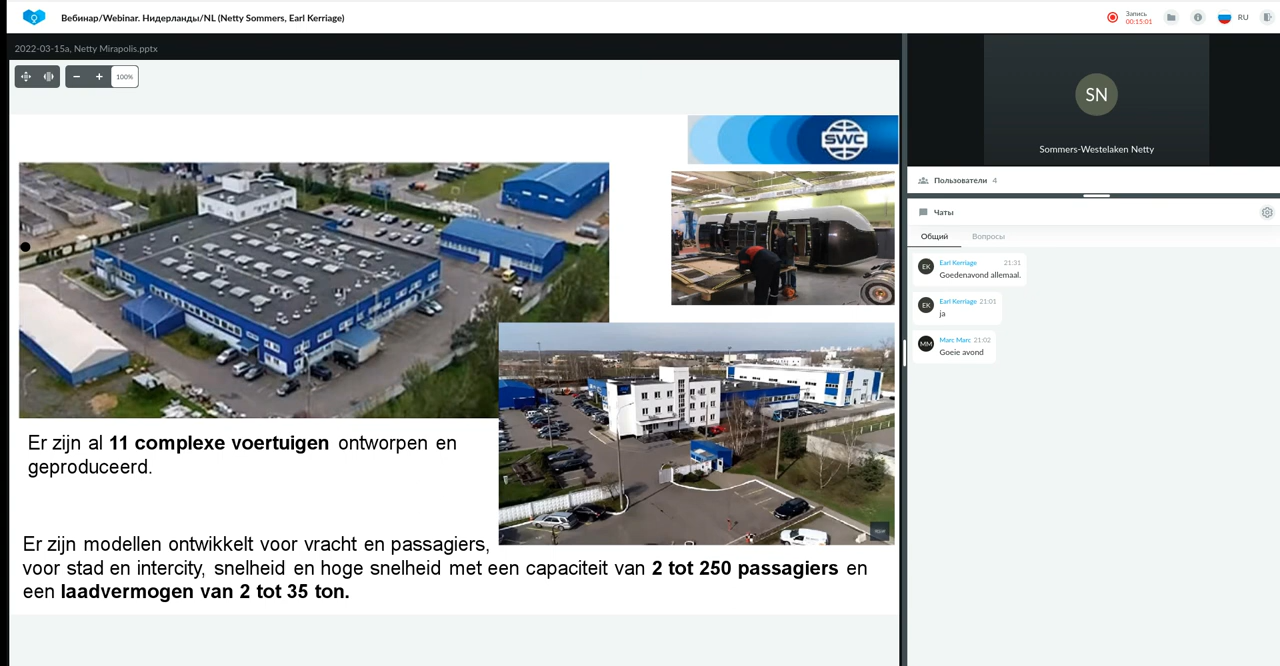 Вебинар/Webinar. Нидерланды/NL (Netty Sommers, Earl Kerriage)
Запись
00:15:01
RU
2022-03-15a, Netty Mirapolis.pptx
100%
SWC
Er zijn al 11 complexe voertuigen ontworpen en
geproduceerd.
Er zijn modellen ontwikkelt voor vracht en passagiers,
voor stad en intercity, snelheid en hoge snelheid met een capaciteit van 2 tot 250 passagiers en
een laadvermogen van 2 tot 35 ton.
SN
Sommers-Westelaken Netty
Пользователи 4
Чаты
Общий Вопросы
EK Earl Kerriage 21:31
Goedenavond allemaal.
EK Earl Kerriage 21:01
ja
MM Marc Marc 21:02
Goeie avond